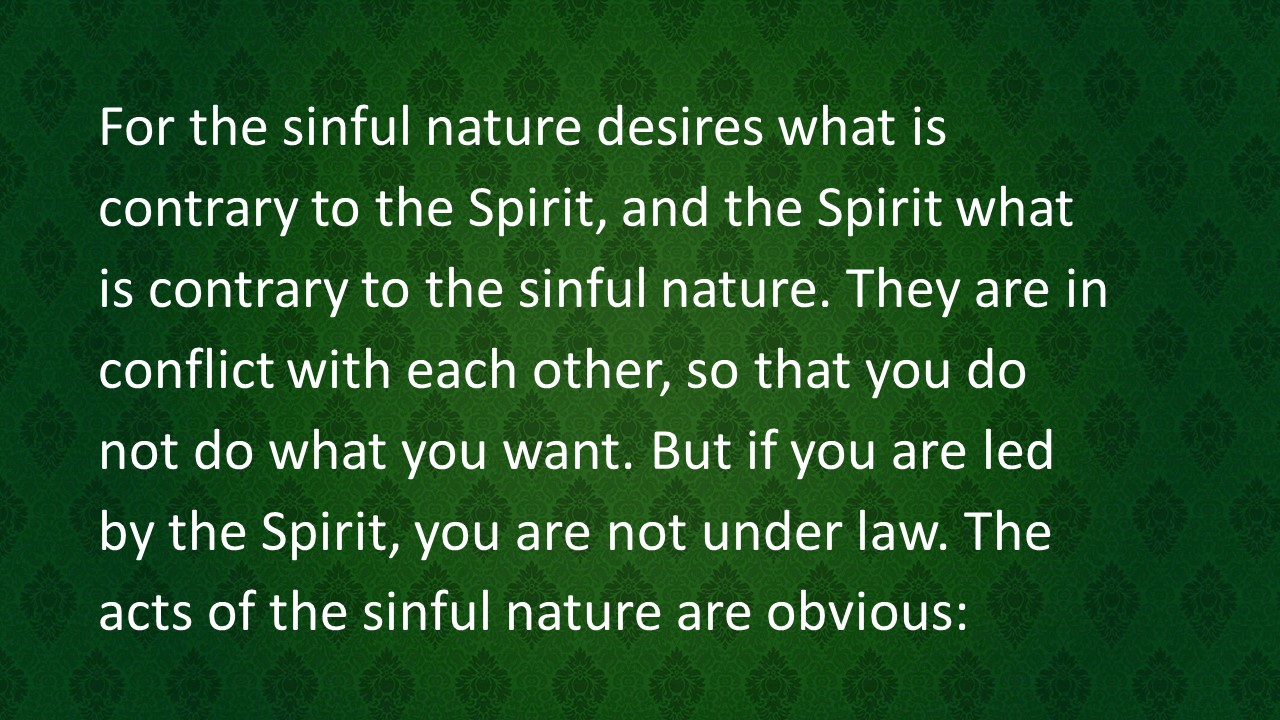 For the sinful nature desires what is
contrary to the Spirit, and the Spirit what
is contrary to the sinful nature. They are in
conflict with each other, so that you do
not do what you want. But if you are led
by the Spirit, you are not under law. The
acts of the sinful nature are obvious: